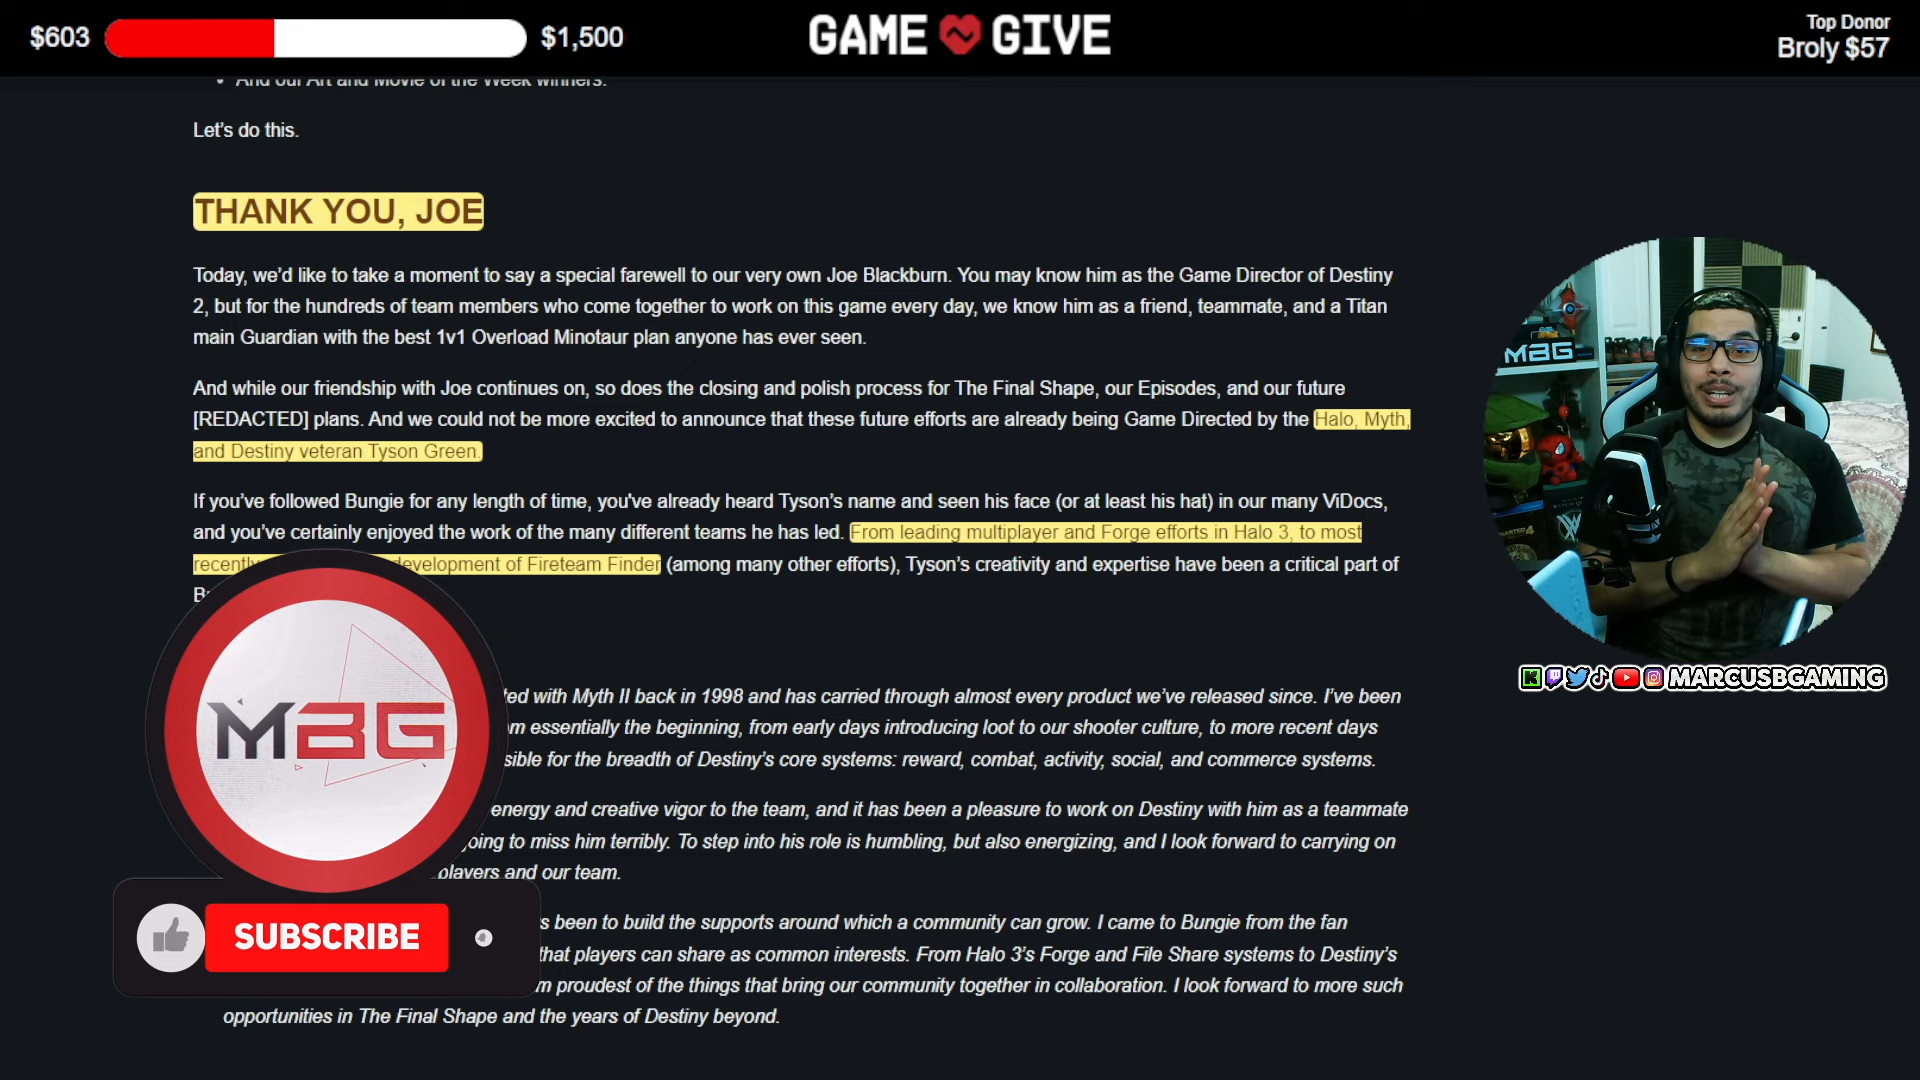 $603
$1,500
GAME GIVE
Top Donor
Broly $57
And our Art and Movie of the Week winners.
Let's do this.
THANK YOU, JOE
Today, we'd like to take a moment to say a special farewell to our very own Joe Blackburn. You may know him as the Game Director of Destiny
2, but for the hundreds of team members who come together to work on this game every day, we know him as a friend, teammate, and a Titan
main Guardian with the best 1v1 Overload Minotaur plan anyone has ever seen.
And while our friendship with Joe continues on, so does the closing and polish process for The Final Shape, our Episodes, and our future
[REDACTED] plans. And we could not be more excited to announce that these future efforts are already being Game Directed by the Halo, Myth,
and Destiny veteran Tyson Green.
If you've followed Bungie for any length of time, you've already heard Tyson's name and seen his face (or at least his hat) in our many ViDocs,
and you've certainly enjoyed the work of the many different teams he has led. From leading multiplayer and Forge efforts in Halo 3, to most
recently development of Fireteam Finder (among many other efforts), Tyson's creativity and expertise have been a critical part of
with Myth II back in 1998 and has carried through almost every product we've released since. I've been
essentially the beginning, from early days introducing loot to our shooter culture, to more recent days
for the breadth of Destiny's core systems: reward, combat, activity, social, and commerce systems.
energy and creative vigor to the team, and it has been a pleasure to work on Destiny with him as a teammate
going to miss him terribly. To step into his role is humbling, but also energizing, and I look forward to carrying on
players and our team.
been to build the supports around which a community can grow. I came to Bungie from the fan
that players can share as common interests. From Halo 3's Forge and File Share systems to Destiny's
proudest of the things that bring our community together in collaboration. I look forward to more such
opportunities in The Final Shape and the years of Destiny beyond.
MBG
SUBSCRIBE
MBG
MARCUSBGAMING